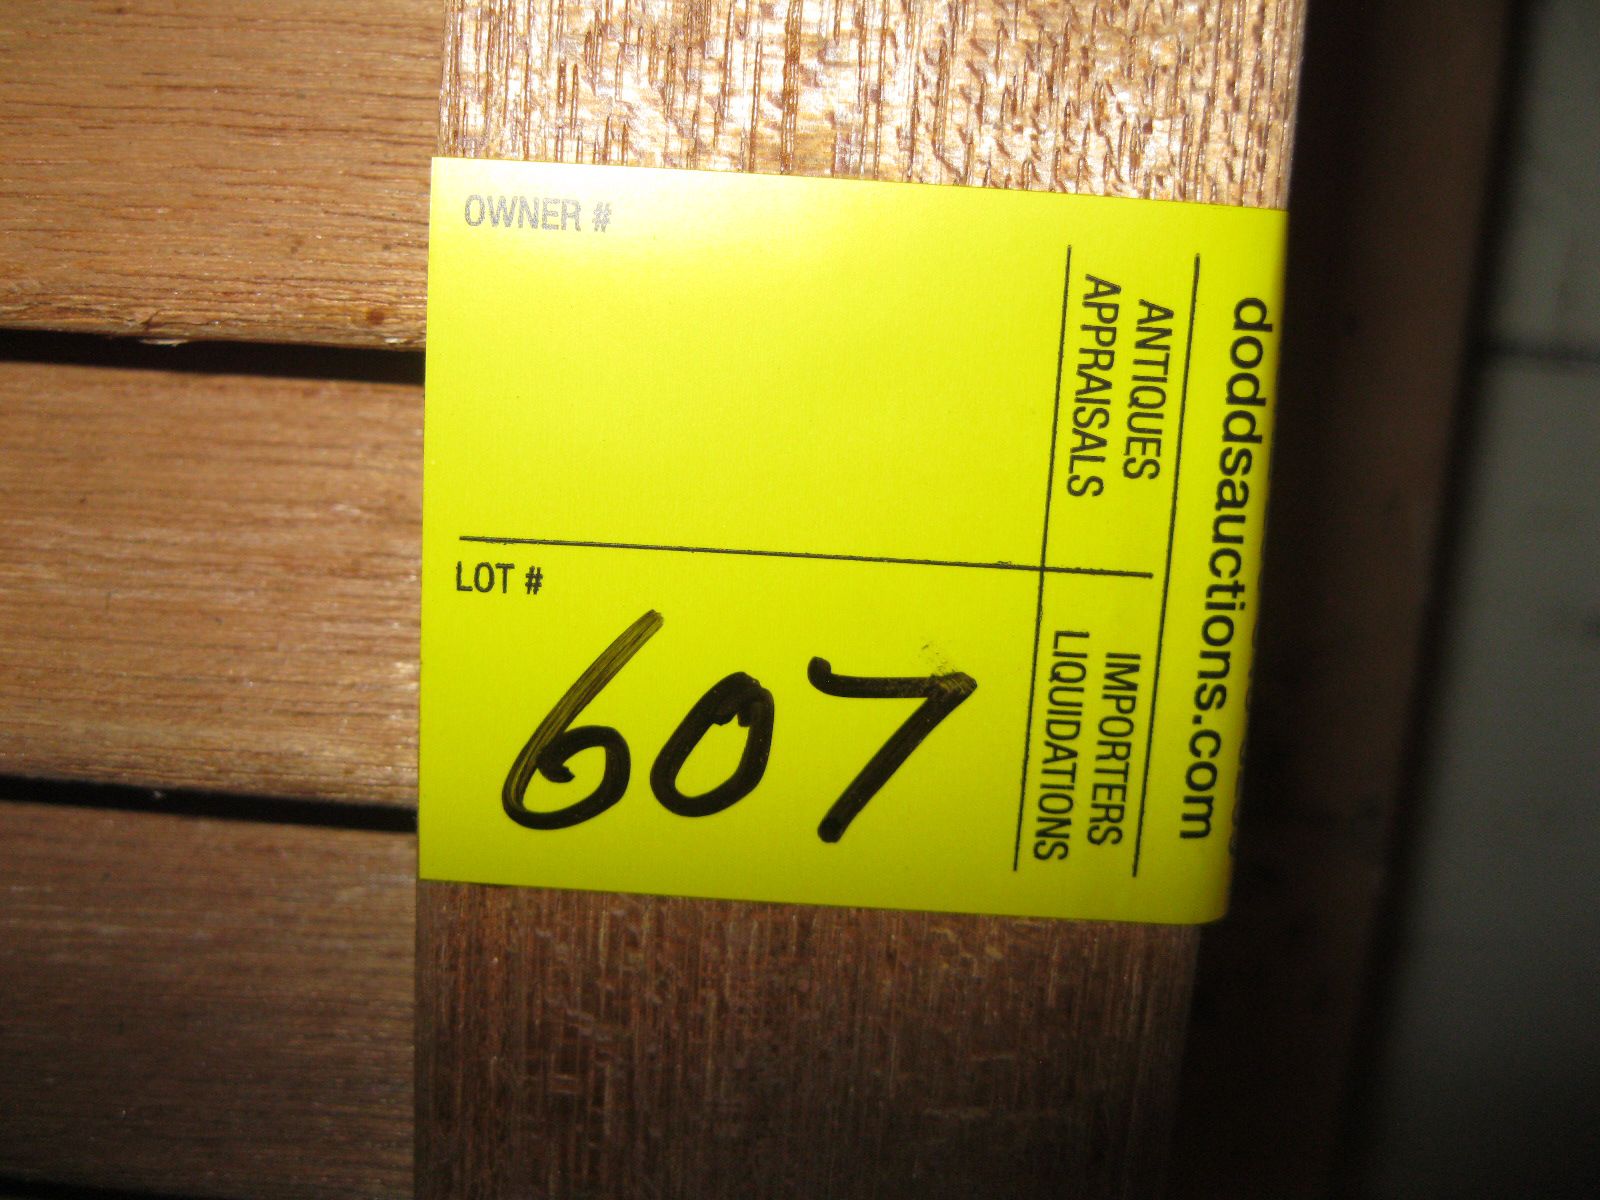 OWNER #
LOT #
607
doddsauctions.com
ANTIQUES
APPRAISALS
IMPORTERS
LIQUIDATIONS